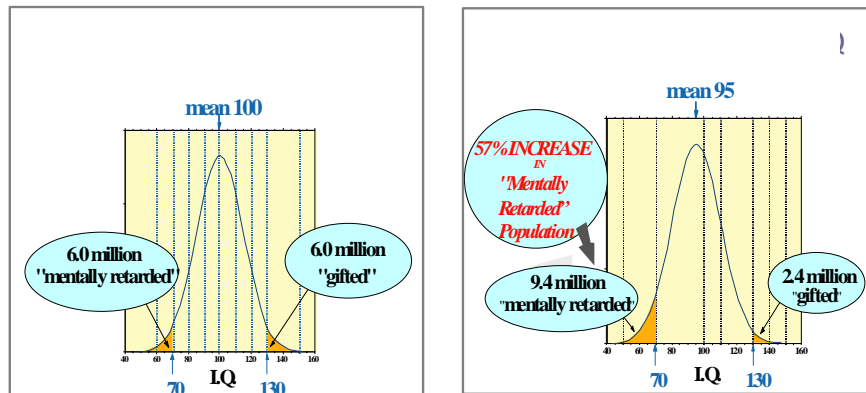 mean 100
6.0 million
"mentally retarded"
6.0 million
"gifted"
40 60 80 100 120 140 160
70 I.Q. 130
mean 95
57% INCREASE
IN
"Mentally
Retarded"
Population
9.4 million
"mentally retarded"
2.4 million
"gifted"
40 60 80 100 120 140 160
70 I.Q. 130